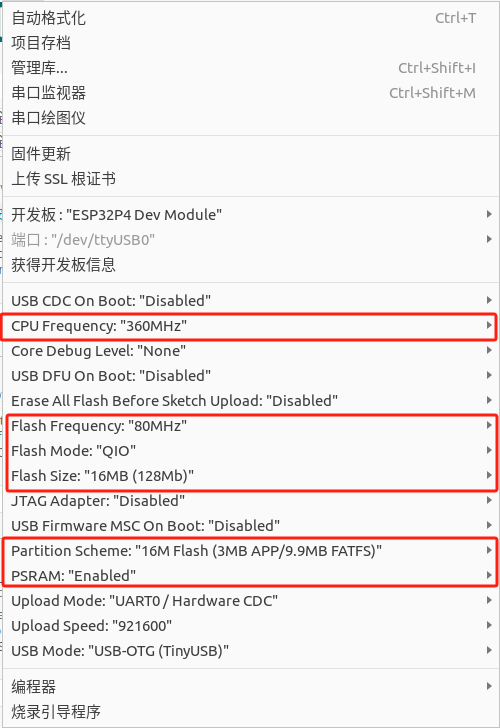 自动格式化 Ctrl+T
项目存档
管理库... Ctrl+Shift+I
串口监视器 Ctrl+Shift+M
串口绘图仪
固件更新
上传 SSL 根证书
开发板 : "ESP32P4 Dev Module"
端口 : "/dev/ttyUSB0"
获得开发板信息
USB CDC On Boot: "Disabled"
CPU Frequency: "360MHz"
Core Debug Level: "None"
USB DFU On Boot: "Disabled"
Erase All Flash Before Sketch Upload: "Disabled"
Flash Frequency: "80MHz"
Flash Mode: "QIO"
Flash Size: "16MB (128Mb)"
JTAG Adapter: "Disabled"
USB Firmware MSC On Boot: "Disabled"
Partition Scheme: "16M Flash (3MB APP/9.9MB FATFS)"
PSRAM: "Enabled"
Upload Mode: "UART0 / Hardware CDC"
Upload Speed: "921600"
USB Mode: "USB-OTG (TinyUSB)"
编程器
烧录引导程序